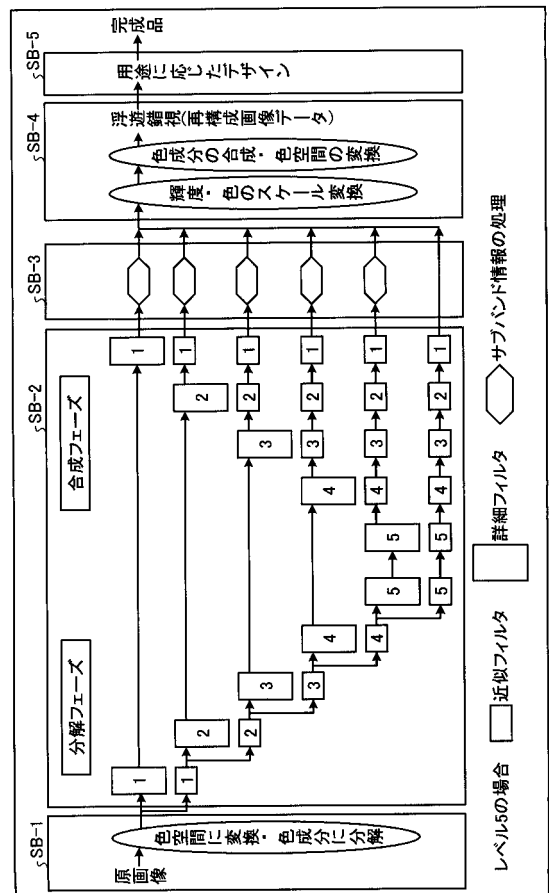 SB-1
原画像
色空間に変換・色成分に分解
SB-2
分解フェーズ
合成フェーズ
1
1
1
1
2
2
2
1
2
3
3
3
2
1
3
4
4
4
3
2
1
4
5
5
4
3
2
1
5
5
4
3
2
1
SB-3
SB-4
輝度・色のスケール変換
色成分の合成・色空間の変換
浮遊錯視(再構成画像データ)
SB-5
用途に応じたデザイン
完成品
レベル5の場合
近似フィルタ
詳細フィルタ
サブバンド情報の処理